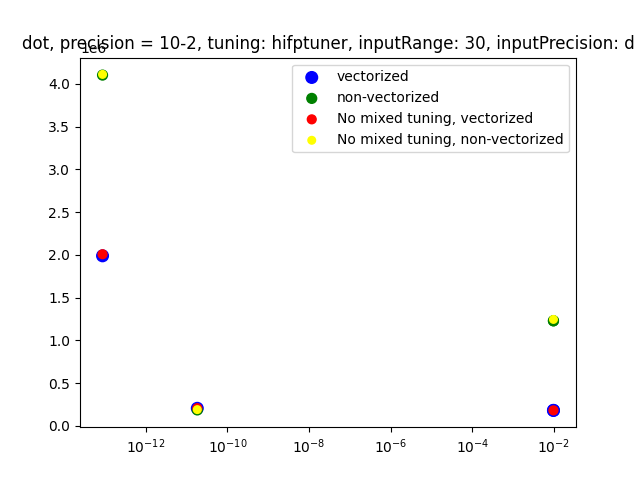 dot, precision = 10-2, tuning: hifptuner, inputRange: 30, inputPrecision: d
1e6
vectorized
non-vectorized
No mixed tuning, vectorized
No mixed tuning, non-vectorized
4.0
3.5
3.0
2.5
2.0
1.5
1.0
0.5
0.0
10⁻¹² 10⁻¹⁰ 10⁻⁸ 10⁻⁶ 10⁻⁴ 10⁻²